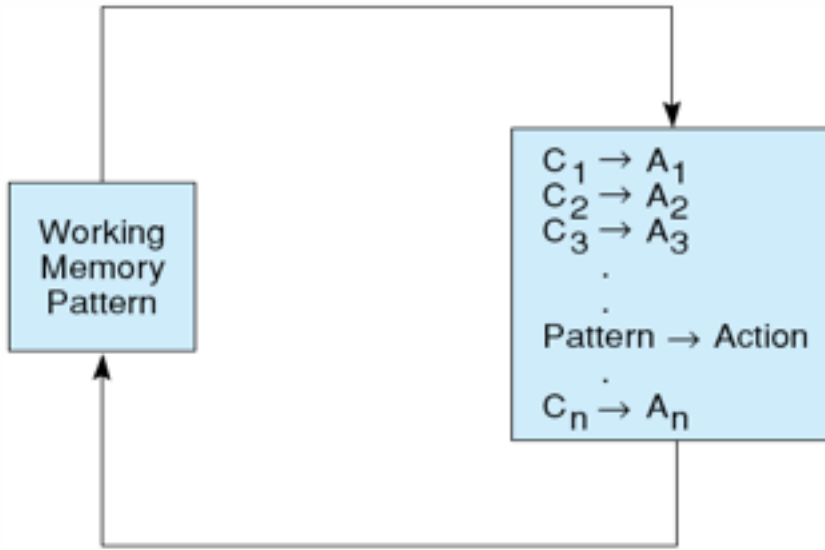 Working
Memory
Pattern
C₁ → A₁
C₂ → A₂
C₃ → A₃
.
.
Pattern → Action
.
Cₙ → Aₙ